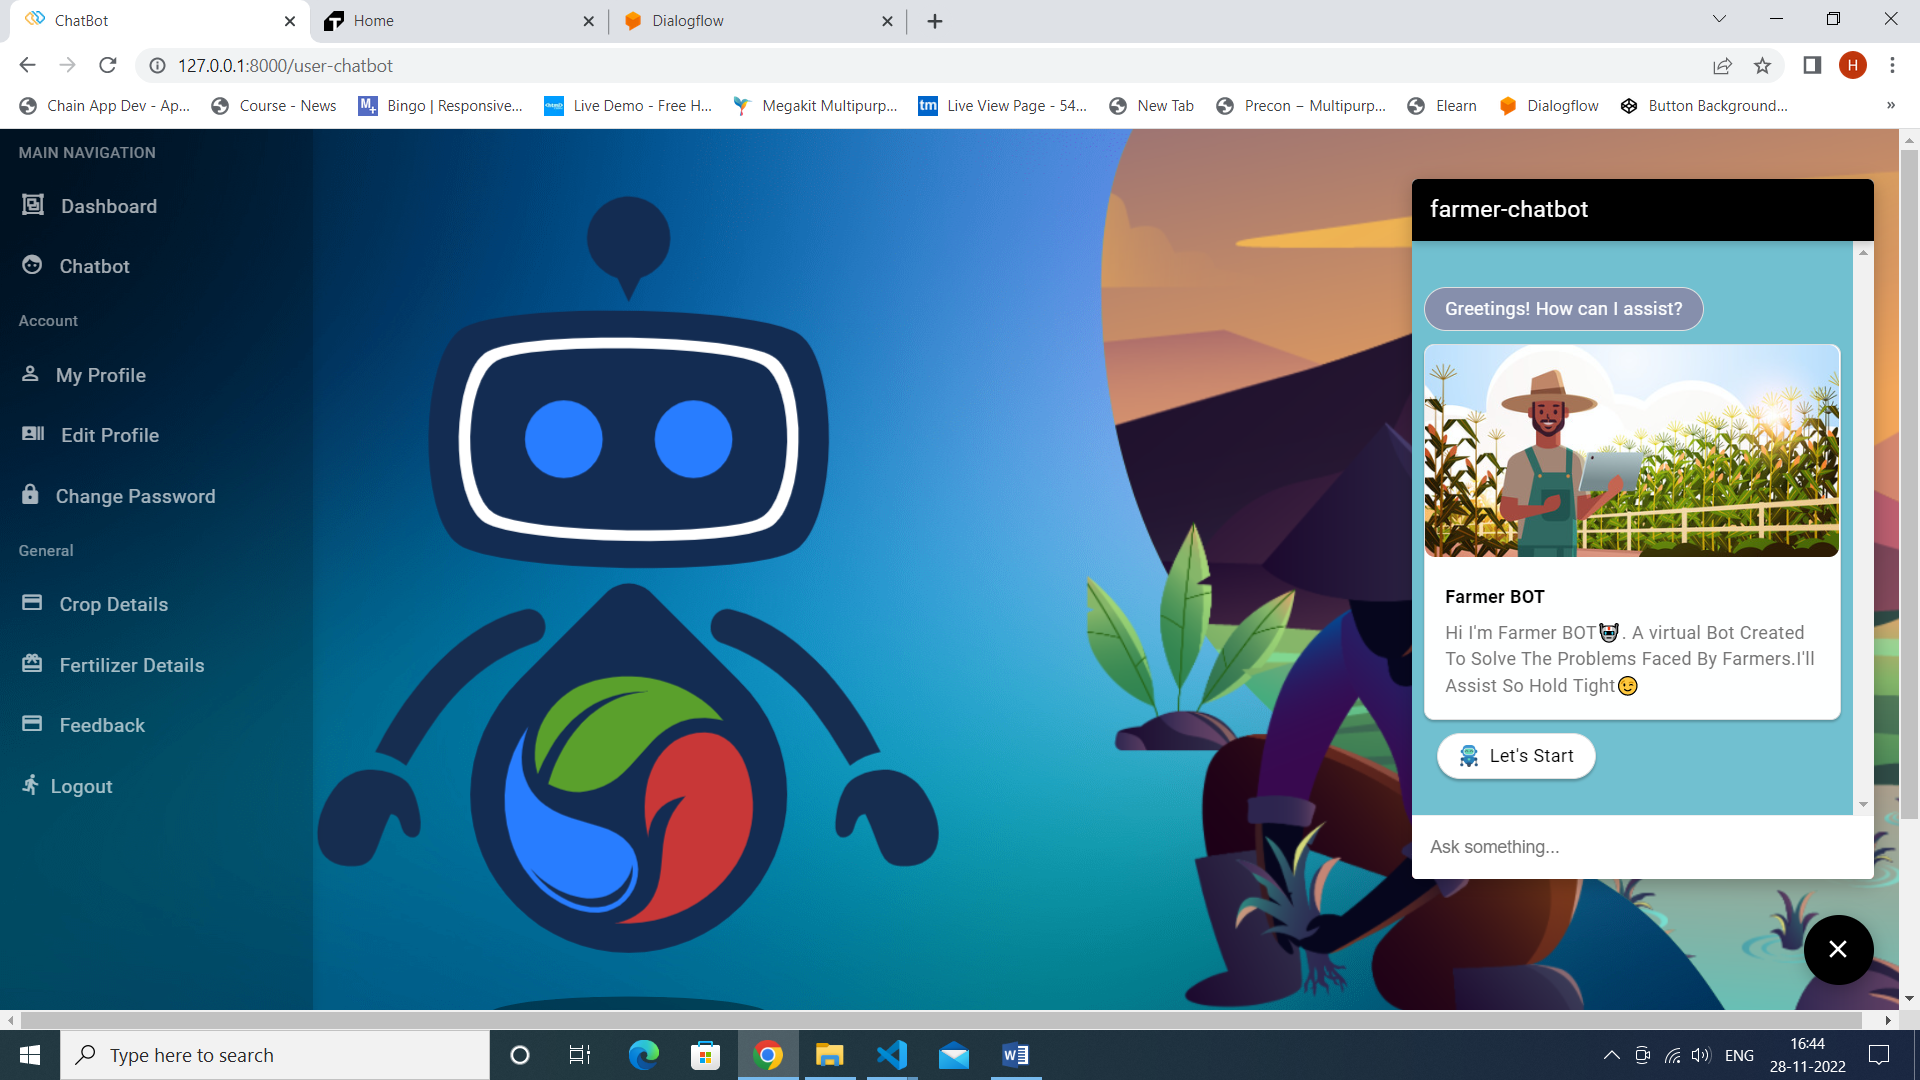 ChatBot
Home
Dialogflow
127.0.0.1:8000/user-chatbot
H
Chain App Dev - Ap...
Course - News
M+
Bingo | Responsive...
Live Demo - Free H...
Megakit Multipurp...
tm
Live View Page - 54...
New Tab
Precon – Multipurp...
Elearn
Dialogflow
Button Background...
»
MAIN NAVIGATION
Dashboard
Chatbot
Account
My Profile
Edit Profile
Change Password
General
Crop Details
Fertilizer Details
Feedback
Logout
farmer-chatbot
Greetings! How can I assist?
Farmer BOT
Hi I'm Farmer BOT🤖. A virtual Bot Created
To Solve The Problems Faced By Farmers.I'll
Assist So Hold Tight😉
Let's Start
Ask something...
Type here to search
ENG
16:44
28-11-2022